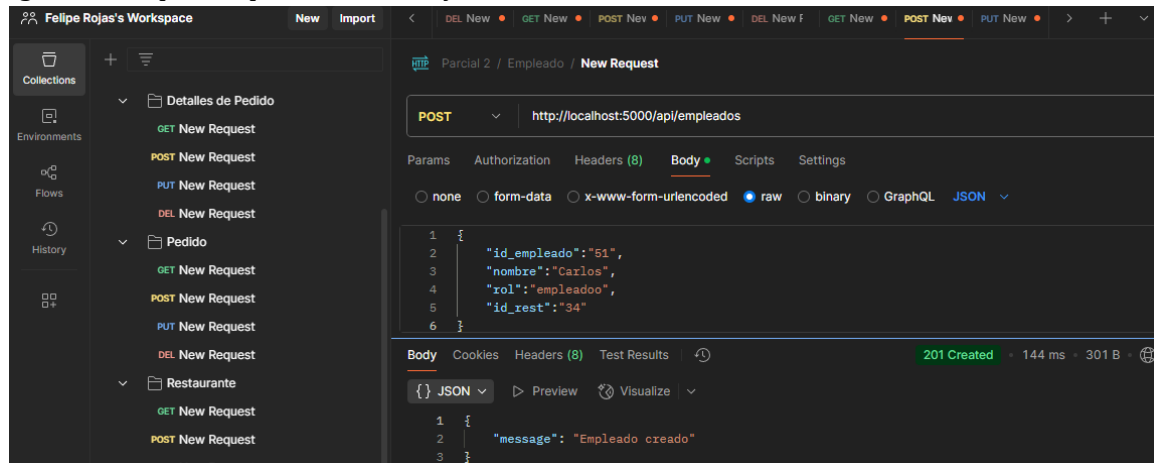 Felipe Rojas's Workspace New Import
DEL New GET New POST Nev PUT New DEL New F GET New POST Nev PUT New
Collections
Environments
Flows
History
Detalles de Pedido
GET New Request
POST New Request
PUT New Request
DEL New Request
Pedido
GET New Request
POST New Request
PUT New Request
DEL New Request
Restaurante
GET New Request
POST New Request
HTTP Parcial 2 / Empleado / New Request
POST http://localhost:5000/api/empleados
Params Authorization Headers (8) Body Scripts Settings
none form-data x-www-form-urlencoded raw binary GraphQL JSON
1 {
2 "id_empleado":"51",
3 "nombre":"Carlos",
4 "rol":"empleadoo",
5 "id_rest":"34"
6 }
Body Cookies Headers (8) Test Results 201 Created 144 ms 301 B
{} JSON Preview Visualize
1 {
2 "message": "Empleado creado"
3 }